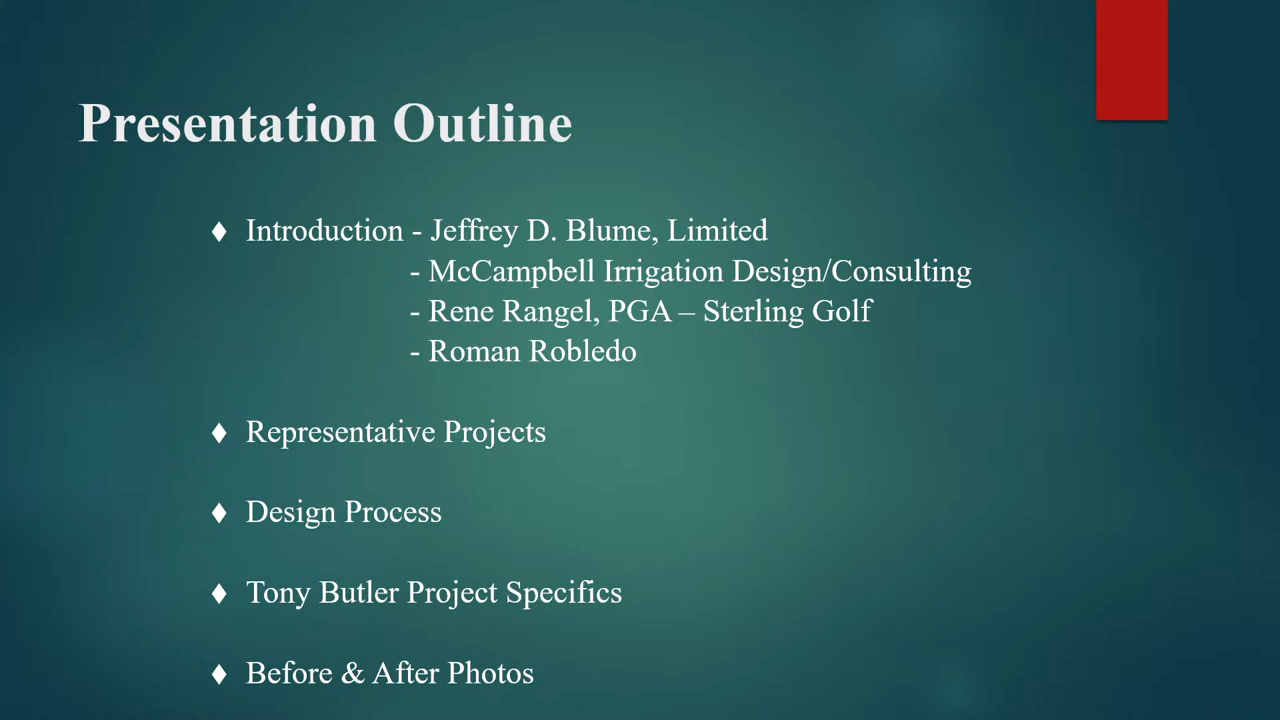 Presentation Outline
♦ Introduction - Jeffrey D. Blume, Limited
- McCampbell Irrigation Design/Consulting
- Rene Rangel, PGA – Sterling Golf
- Roman Robledo
♦ Representative Projects
♦ Design Process
♦ Tony Butler Project Specifics
♦ Before & After Photos